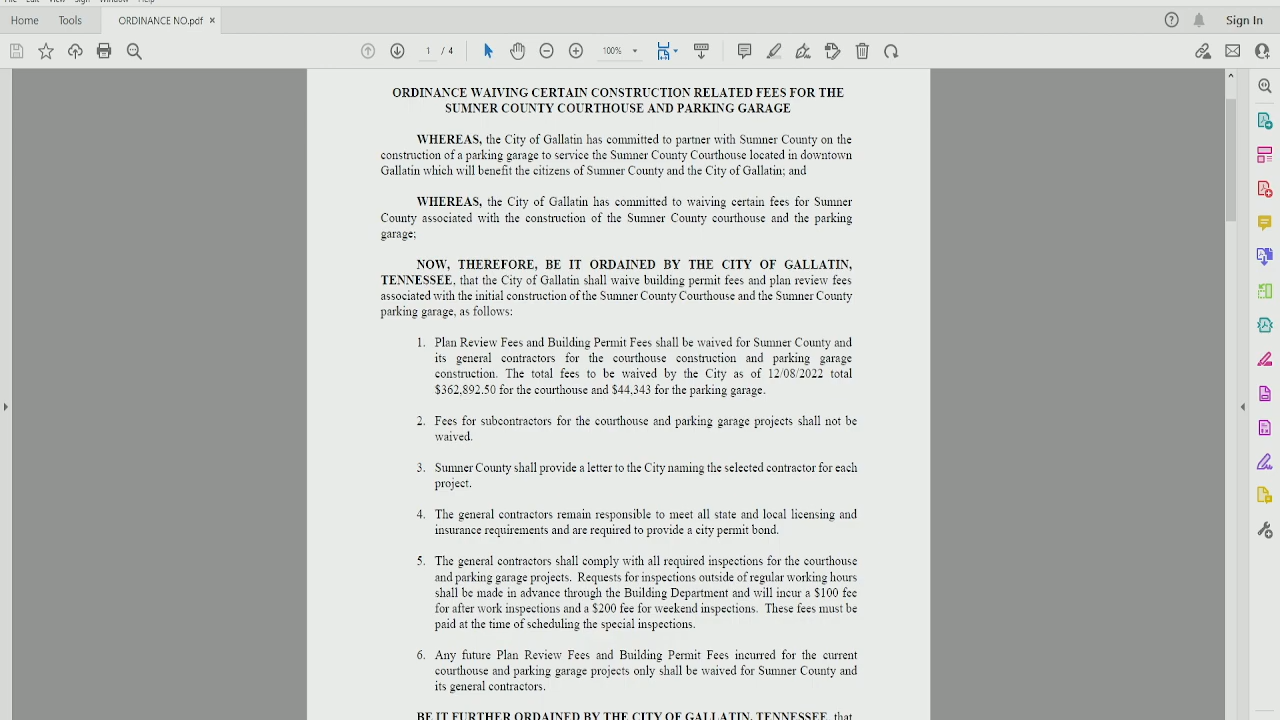 Home Tools ORDINANCE NO.pdf × Sign In
1 / 4 100%
ORDINANCE WAIVING CERTAIN CONSTRUCTION RELATED FEES FOR THE
SUMNER COUNTY COURTHOUSE AND PARKING GARAGE
WHEREAS, the City of Gallatin has committed to partner with Sumner County on the
construction of a parking garage to service the Sumner County Courthouse located in downtown
Gallatin which will benefit the citizens of Sumner County and the City of Gallatin; and
WHEREAS, the City of Gallatin has committed to waiving certain fees for Sumner
County associated with the construction of the Sumner County courthouse and the parking
garage;
NOW, THEREFORE, BE IT ORDAINED BY THE CITY OF GALLATIN,
TENNESSEE, that the City of Gallatin shall waive building permit fees and plan review fees
associated with the initial construction of the Sumner County Courthouse and the Sumner County
parking garage, as follows:
1. Plan Review Fees and Building Permit Fees shall be waived for Sumner County and
its general contractors for the courthouse construction and parking garage
construction. The total fees to be waived by the City as of 12/08/2022 total
$362,892.50 for the courthouse and $44,343 for the parking garage.
2. Fees for subcontractors for the courthouse and parking garage projects shall not be
waived.
3. Sumner County shall provide a letter to the City naming the selected contractor for each
project.
4. The general contractors remain responsible to meet all state and local licensing and
insurance requirements and are required to provide a city permit bond.
5. The general contractors shall comply with all required inspections for the courthouse
and parking garage projects. Requests for inspections outside of regular working hours
shall be made in advance through the Building Department and will incur a $100 fee
for after work inspections and a $200 fee for weekend inspections. These fees must be
paid at the time of scheduling the special inspections.
6. Any future Plan Review Fees and Building Permit Fees incurred for the current
courthouse and parking garage projects only shall be waived for Sumner County and
its general contractors.
BE IT FURTHER ORDAINED BY THE CITY OF GALLATIN, TENNESSEE, that